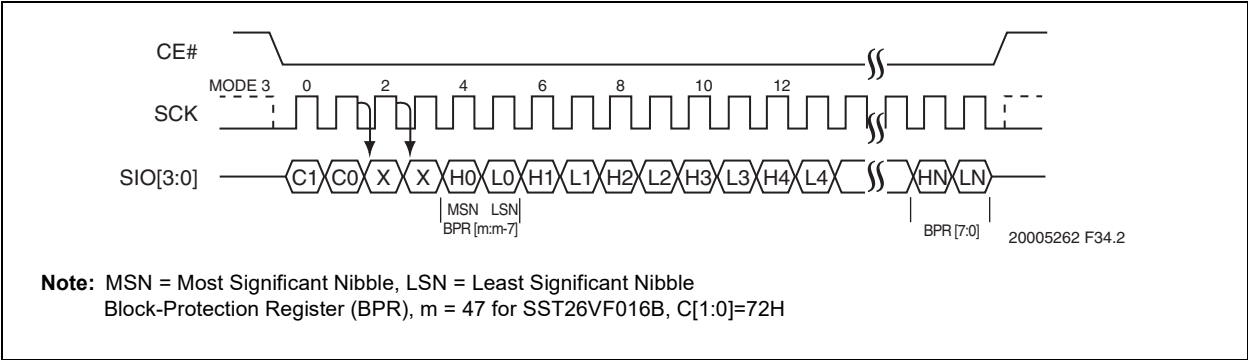 CE#
MODE 3 0 2 4 6 8 10 12
SCK
SIO[3:0] C1 C0 X X H0 L0 H1 L1 H2 L2 H3 L3 H4 L4 HN LN
MSN LSN
BPR [m:m-7] BPR [7:0]
20005262 F34.2
Note: MSN = Most Significant Nibble, LSN = Least Significant Nibble
Block-Protection Register (BPR), m = 47 for SST26VF016B, C[1:0]=72H